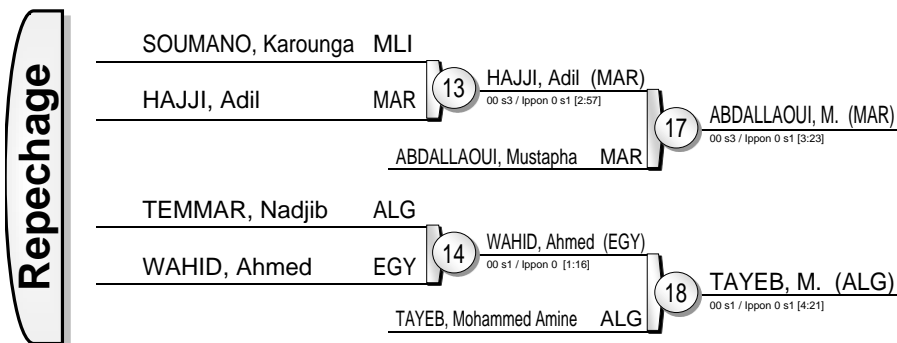 Repechage
SOUMANO, Karounga MLI
HAJJI, Adil MAR
13
HAJJI, Adil (MAR)
00 s3 / Ippon 0 s1 [2:57]
ABDALLAOUI, Mustapha MAR
17
ABDALLAOUI, M. (MAR)
00 s3 / Ippon 0 s1 [3:23]
TEMMAR, Nadjib ALG
WAHID, Ahmed EGY
14
WAHID, Ahmed (EGY)
00 s1 / Ippon 0 [1:16]
TAYEB, Mohammed Amine ALG
18
TAYEB, M. (ALG)
00 s1 / Ippon 0 s1 [4:21]